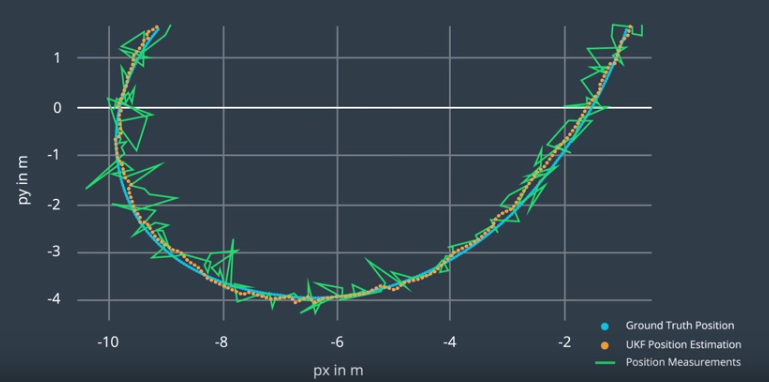 1
0
-1
-2
-3
-4
py in m
-10
-8
-6
-4
-2
px in m
Ground Truth Position
UKF Position Estimation
Position Measurements